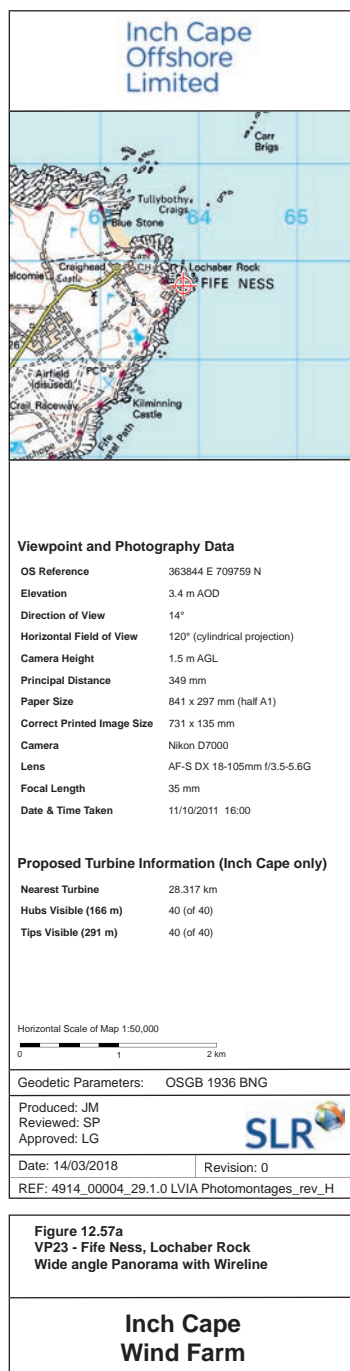 Inch Cape
Offshore
Limited
Carr
Brigs
Tullybothy
Craigs
63
64
65
Blue Stone
Craighead
CH
Lochaber Rock
FIFE NESS
elcomie
Castle
26
Airfield
(disused)
PC
Crail Raceway
Kilminning
Castle
Fife
stal Path
Viewpoint and Photography Data
OS Reference 363844 E 709759 N
Elevation 3.4 m AOD
Direction of View 14°
Horizontal Field of View 120° (cylindrical projection)
Camera Height 1.5 m AGL
Principal Distance 349 mm
Paper Size 841 x 297 mm (half A1)
Correct Printed Image Size 731 x 135 mm
Camera Nikon D7000
Lens AF-S DX 18-105mm f/3.5-5.6G
Focal Length 35 mm
Date & Time Taken 11/10/2011 16:00
Proposed Turbine Information (Inch Cape only)
Nearest Turbine 28.317 km
Hubs Visible (166 m) 40 (of 40)
Tips Visible (291 m) 40 (of 40)
Horizontal Scale of Map 1:50,000
0 1 2 km
Geodetic Parameters: OSGB 1936 BNG
Produced: JM
Reviewed: SP
Approved: LG
SLR
Date: 14/03/2018 Revision: 0
REF: 4914_00004_29.1.0 LVIA Photomontages_rev_H
Figure 12.57a
VP23 - Fife Ness, Lochaber Rock
Wide angle Panorama with Wireline
Inch Cape
Wind Farm